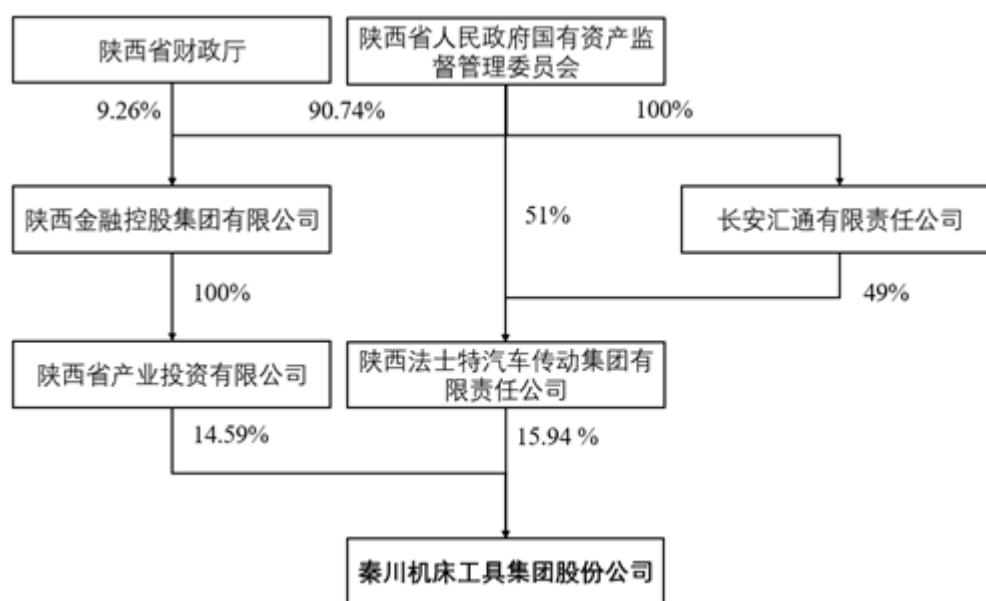 陕西省财政厅
陕西省人民政府国有资产监
督管理委员会
9.26%
90.74%
100%
陕西金融控股集团有限公司
51%
长安汇通有限责任公司
100%
49%
陕西省产业投资有限公司
陕西法士特汽车传动集团有
限责任公司
14.59%
15.94 %
秦川机床工具集团股份公司